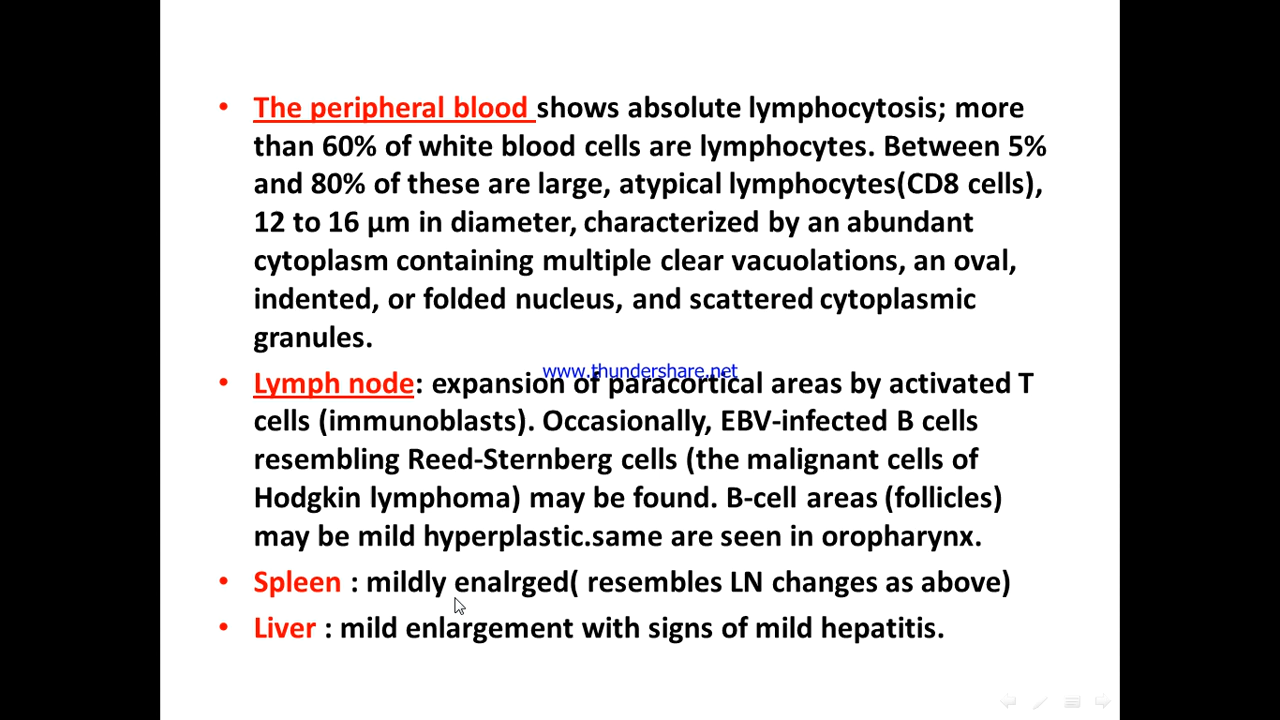 • The peripheral blood shows absolute lymphocytosis; more
than 60% of white blood cells are lymphocytes. Between 5%
and 80% of these are large, atypical lymphocytes(CD8 cells),
12 to 16 μm in diameter, characterized by an abundant
cytoplasm containing multiple clear vacuolations, an oval,
indented, or folded nucleus, and scattered cytoplasmic
granules.
www.thundershare.net
• Lymph node: expansion of paracortical areas by activated T
cells (immunoblasts). Occasionally, EBV-infected B cells
resembling Reed-Sternberg cells (the malignant cells of
Hodgkin lymphoma) may be found. B-cell areas (follicles)
may be mild hyperplastic.same are seen in oropharynx.
• Spleen : mildly enalrged( resembles LN changes as above)
• Liver : mild enlargement with signs of mild hepatitis.